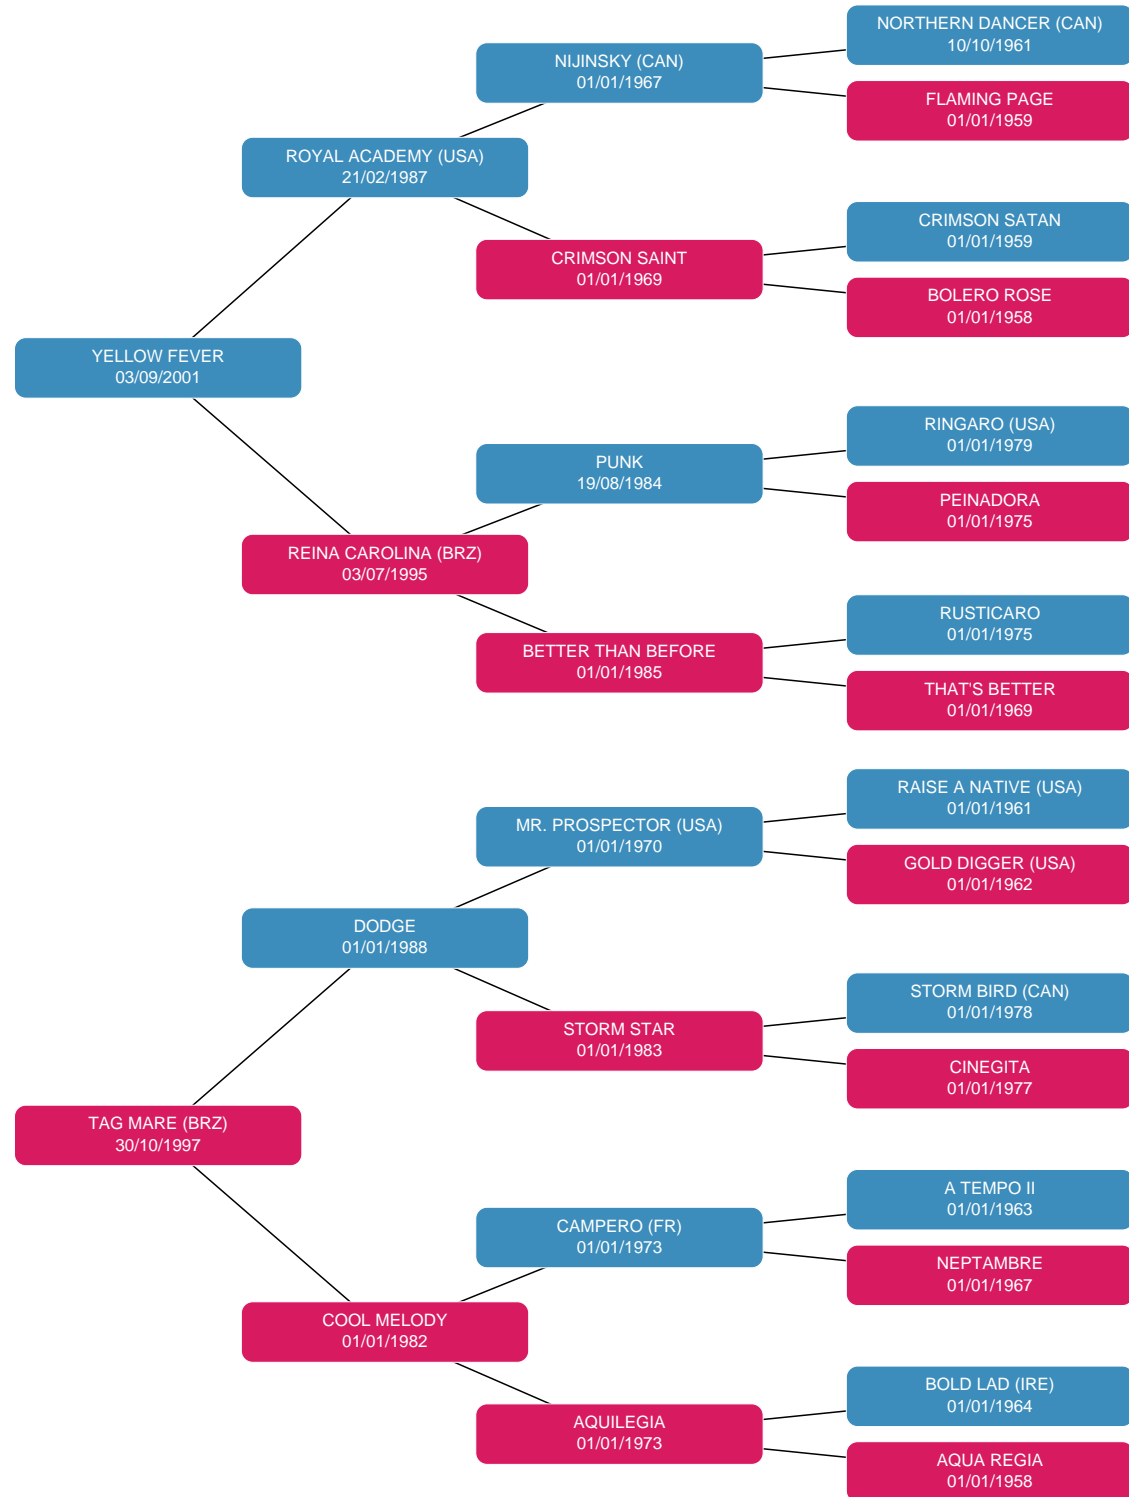 NORTHERN DANCER (CAN)
10/10/1961
NIJINSKY (CAN)
01/01/1967
FLAMING PAGE
01/01/1959
ROYAL ACADEMY (USA)
21/02/1987
CRIMSON SATAN
01/01/1959
CRIMSON SAINT
01/01/1969
BOLERO ROSE
01/01/1958
YELLOW FEVER
03/09/2001
RINGARO (USA)
01/01/1979
PUNK
19/08/1984
PEINADORA
01/01/1975
REINA CAROLINA (BRZ)
03/07/1995
RUSTICARO
01/01/1975
BETTER THAN BEFORE
01/01/1985
THAT'S BETTER
01/01/1969
RAISE A NATIVE (USA)
01/01/1961
MR. PROSPECTOR (USA)
01/01/1970
GOLD DIGGER (USA)
01/01/1962
DODGE
01/01/1988
STORM BIRD (CAN)
01/01/1978
STORM STAR
01/01/1983
CINEGITA
01/01/1977
TAG MARE (BRZ)
30/10/1997
A TEMPO II
01/01/1963
CAMPERO (FR)
01/01/1973
NEPTAMBRE
01/01/1967
COOL MELODY
01/01/1982
BOLD LAD (IRE)
01/01/1964
AQUILEGIA
01/01/1973
AQUA REGIA
01/01/1958